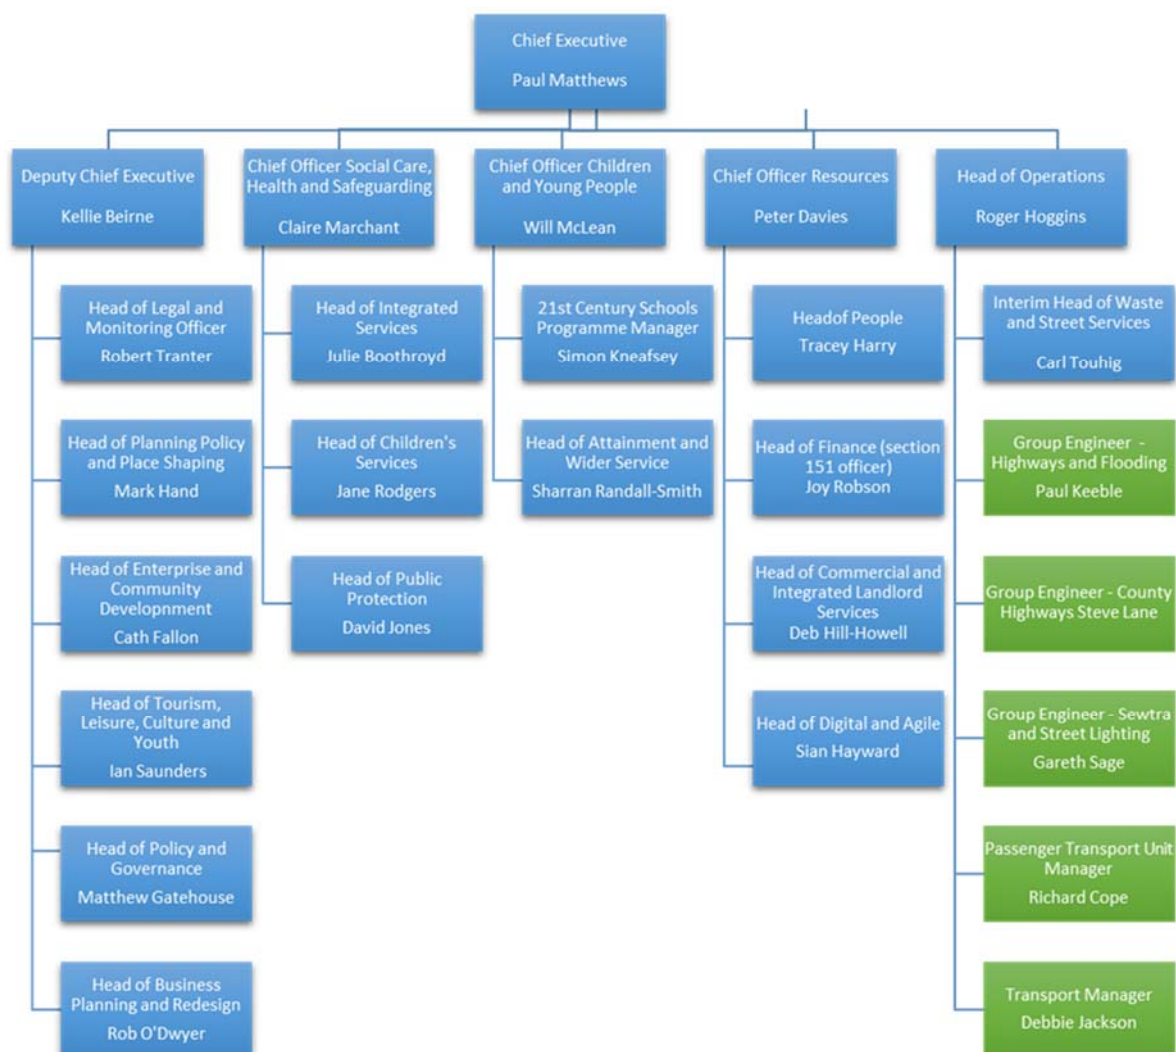 Chief Executive
Paul Matthews
Deputy Chief Executive
Kellie Beirne
Chief Officer Social Care,
Health and Safeguarding
Claire Marchant
Chief Officer Children
and Young People
Will McLean
Chief Officer Resources
Peter Davies
Head of Operations
Roger Hoggins
Head of Legal and
Monitoring Officer
Robert Tranter
Head of Planning Policy
and Place Shaping
Mark Hand
Head of Enterprise and
Community Developnment
Cath Fallon
Head of Tourism,
Leisure, Culture and
Youth
Ian Saunders
Head of Policy and
Governance
Matthew Gatehouse
Head of Business
Planning and Redesign
Rob O'Dwyer
Head of Integrated
Services
Julie Boothroyd
Head of Children's
Services
Jane Rodgers
Head of Public
Protection
David Jones
21st Century Schools
Programme Manager
Simon Kneafsey
Head of Attainment and
Wider Service
Sharran Randall-Smith
Headof People
Tracey Harry
Head of Finance (section
151 officer)
Joy Robson
Head of Commercial and
Integrated Landlord
Services
Deb Hill-Howell
Head of Digital and Agile
Sian Hayward
Interim Head of Waste
and Street Services
Carl Touhig
Group Engineer -
Highways and Flooding
Paul Keeble
Group Engineer - County
Highways Steve Lane
Group Engineer - Sewtra
and Street Lighting
Gareth Sage
Passenger Transport Unit
Manager
Richard Cope
Transport Manager
Debbie Jackson